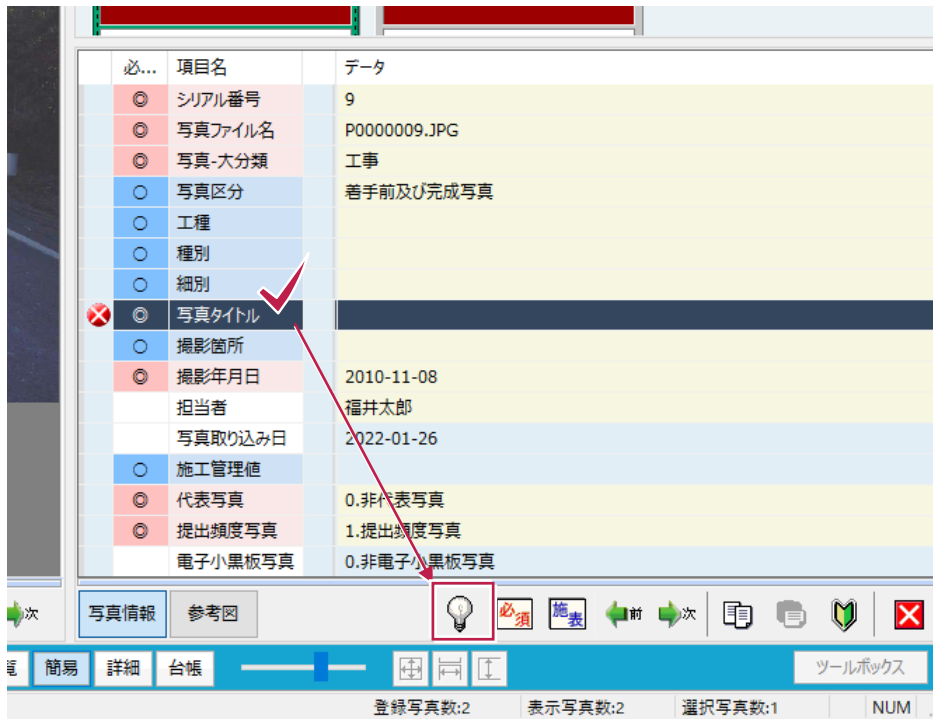 必... 項目名 データ
◎ シリアル番号 9
◎ 写真ファイル名 P0000009.JPG
◎ 写真-大分類 工事
○ 写真区分 着手前及び完成写真
○ 工種
○ 種別
○ 細別
◎ 写真タイトル
○ 撮影箇所
◎ 撮影年月日 2010-11-08
担当者 福井太郎
写真取り込み日 2022-01-26
○ 施工管理値
◎ 代表写真 0.非代表写真
◎ 提出頻度写真 1.提出頻度写真
電子小黒板写真 0.非電子小黒板写真
次 写真情報 参考図 必須 施表 前 次
簡易 詳細 台帳 ツールボックス
登録写真数:2 表示写真数:2 選択写真数:1 NUM